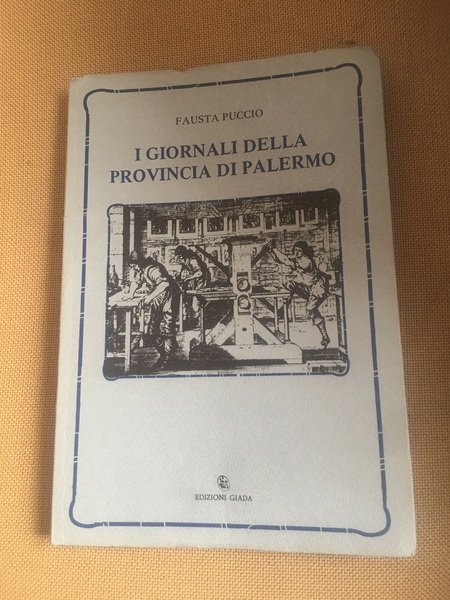 FAUSTA PUCCIO
I GIORNALI DELLA
PROVINCIA DI PALERMO
EDIZIONI GIADA